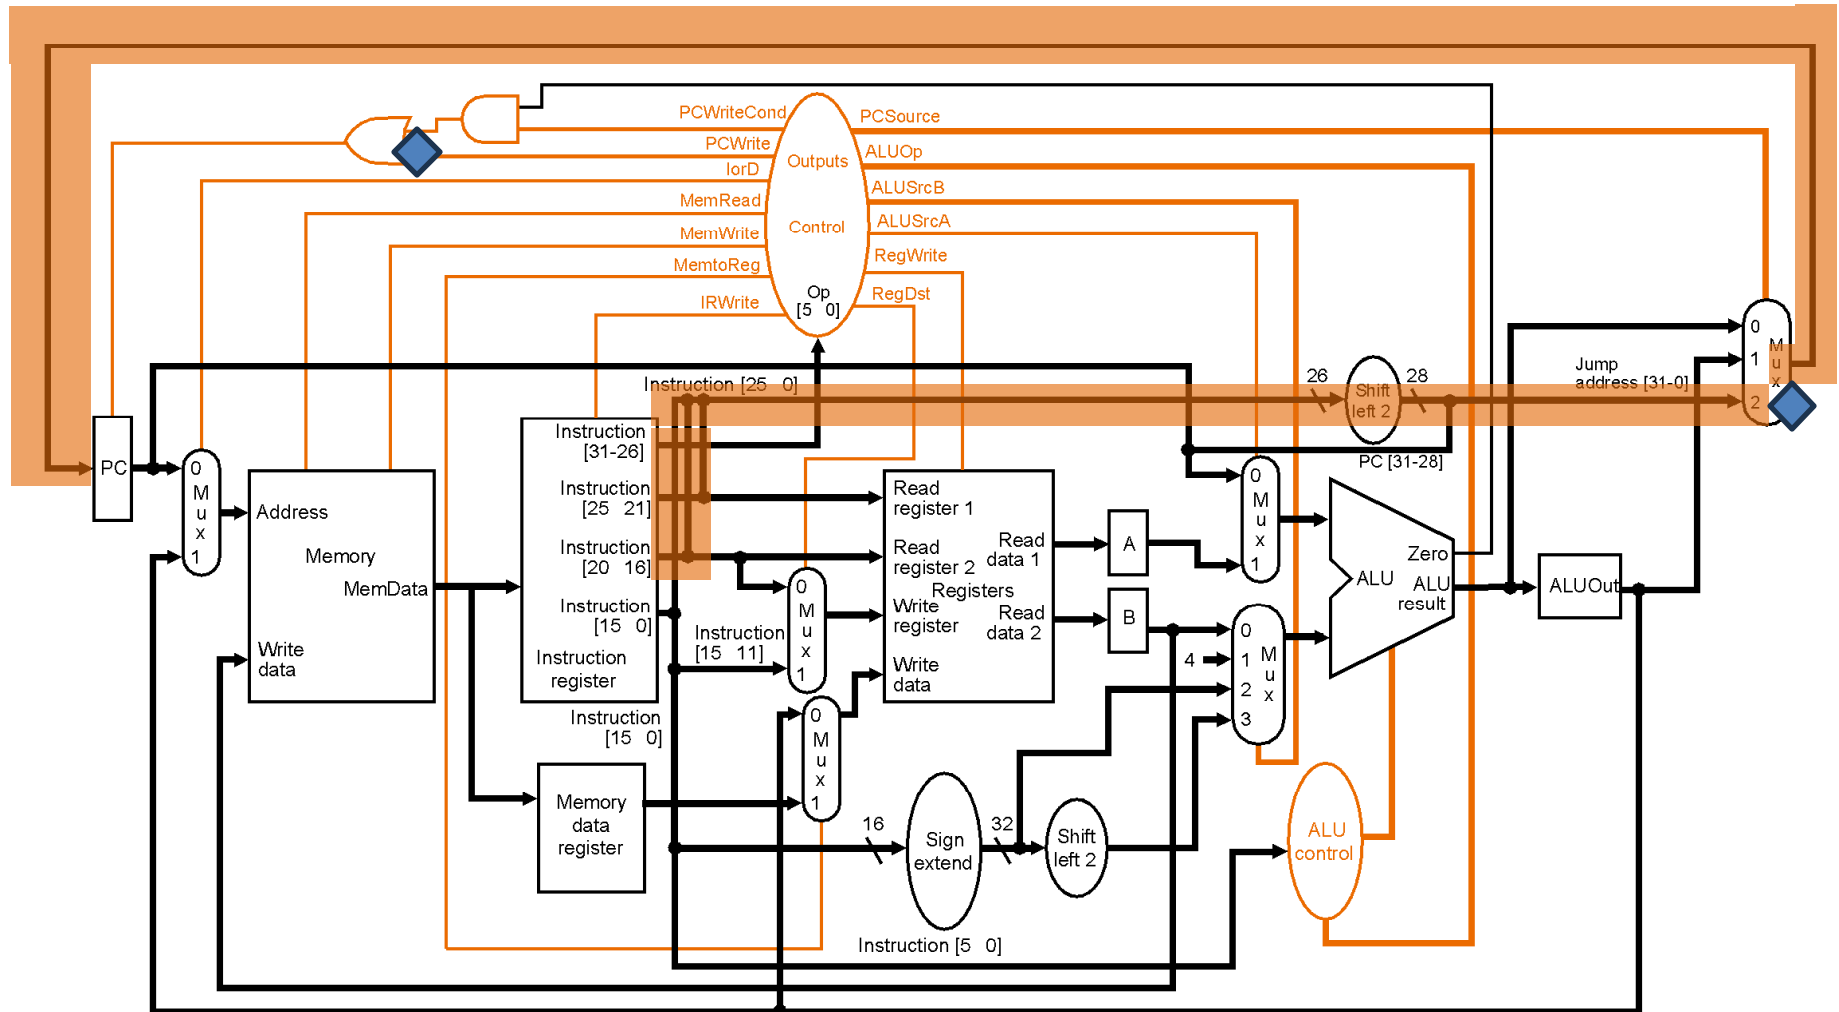 PCWriteCond
PCSource
PCWrite
ALUOp
Outputs
IorD
ALUSrcB
MemRead
ALUSrcA
Control
MemWrite
RegWrite
MemtoReg
RegDst
Op
[5 0]
IRWrite
0
M
u
x
1
2
Jump
address [31-0]
Instruction [25 0]
26
28
Shift
left 2
PC [31-28]
PC
0
M
u
x
1
Address
Memory
MemData
Write
data
Instruction
[31-26]
Instruction
[25 21]
Instruction
[20 16]
Instruction
[15 0]
Instruction
register
Instruction
[15 0]
Memory
data
register
Instruction
[15 11]
0
M
u
x
1
0
M
u
x
1
Read
register 1
Read
register 2
Registers
Write
register
Write
data
Read
data 1
Read
data 2
A
B
0
M
u
x
1
0
4
1
2
3
M
u
x
Zero
ALU
ALU
result
ALUOut
16
Sign
extend
32
Shift
left 2
ALU
control
Instruction [5 0]